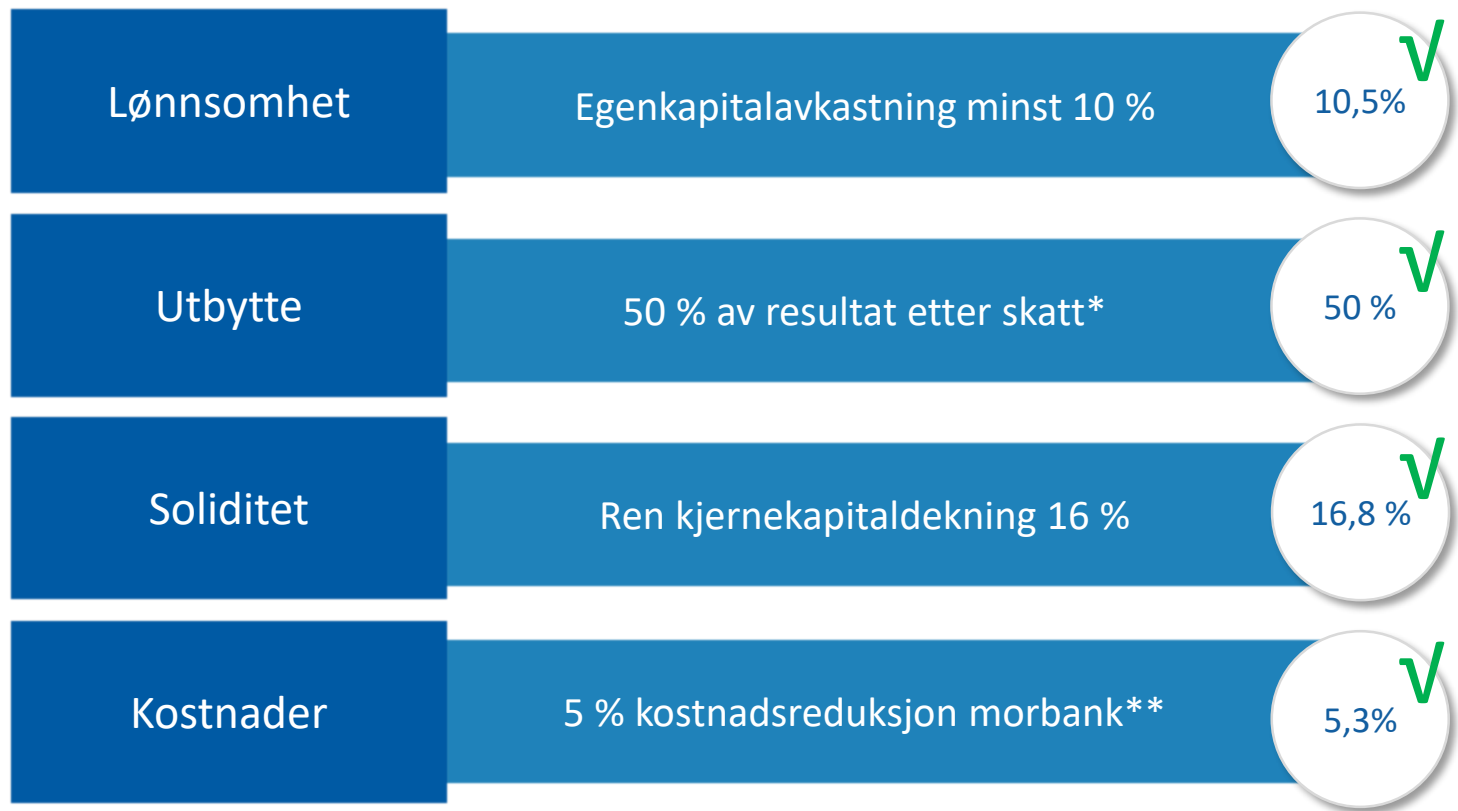 Lønnsomhet
Egenkapitalavkastning minst 10 %
10,5%
√
Utbytte
50 % av resultat etter skatt*
50 %
√
Soliditet
Ren kjernekapitaldekning 16 %
16,8 %
√
Kostnader
5 % kostnadsreduksjon morbank**
5,3%
√